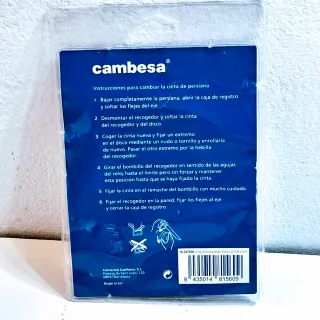 cambesa®
Instrucciones para cambiar la cinta de persiana
1 Bajar completamente la persiana, abrir la caja de registro
y soltar los flejes del eje
2 Desmontar el recogedor y soltar la cinta
del recogedor y del disco.
3 Coger la cinta nueva y fijar un extremo
en el disco mediante un nudo o tornillo y enrollarla
de nuevo. Pasar el otro extremo por la hebilla
del recogedor.
4 Girar el bombillo del recogedor en sentido de las agujas
del reloj hasta el limite pero sin forzar y mantener
esta posición hasta que se haya fijado la cinta
5 Fijar la cinta en el remache del bombillo con mucho cuidado.
6 Fijar el recogedor en la pared, fijar los flejes al eje
y cerrar la caja de registro.
Comercial Cambesa, S.L.
Barcelona
Made in EU
8 435014 815609